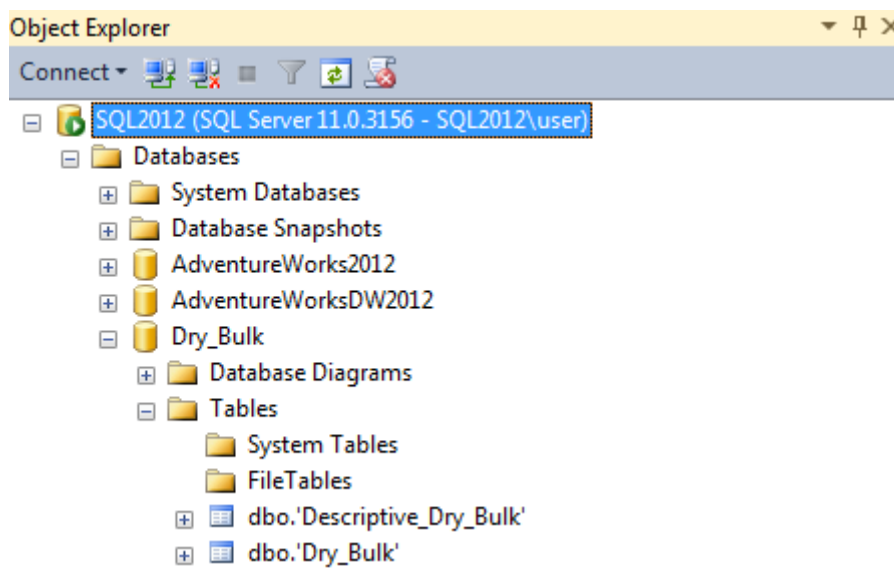 Object Explorer
Connect
SQL2012 (SQL Server 11.0.3156 - SQL2012\user)
Databases
System Databases
Database Snapshots
AdventureWorks2012
AdventureWorksDW2012
Dry_Bulk
Database Diagrams
Tables
System Tables
FileTables
dbo.'Descriptive_Dry_Bulk'
dbo.'Dry_Bulk'